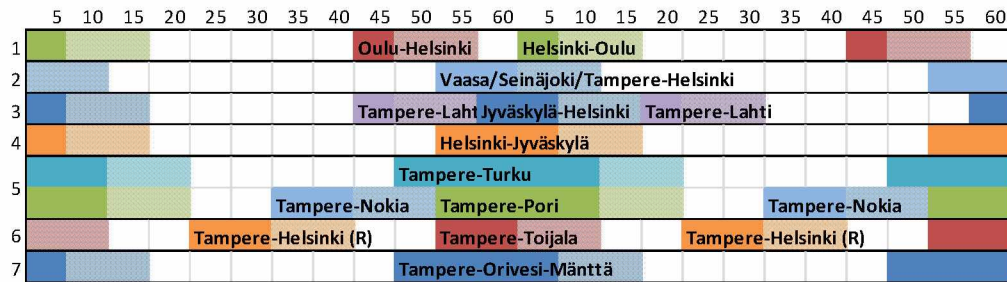 5 10 15 20 25 30 35 40 45 50 55 60 5 10 15 20 25 30 35 40 45 50 55 60
1 Oulu-Helsinki Helsinki-Oulu
2 Vaasa/Seinäjoki/Tampere-Helsinki
3 Tampere-Laht Jyväskylä-Helsinki Tampere-Lahti
4 Helsinki-Jyväskylä
Tampere-Turku
5
Tampere-Nokia Tampere-Pori Tampere-Nokia
6 Tampere-Helsinki (R) Tampere-Toijala Tampere-Helsinki (R)
7 Tampere-Orivesi-Mänttä